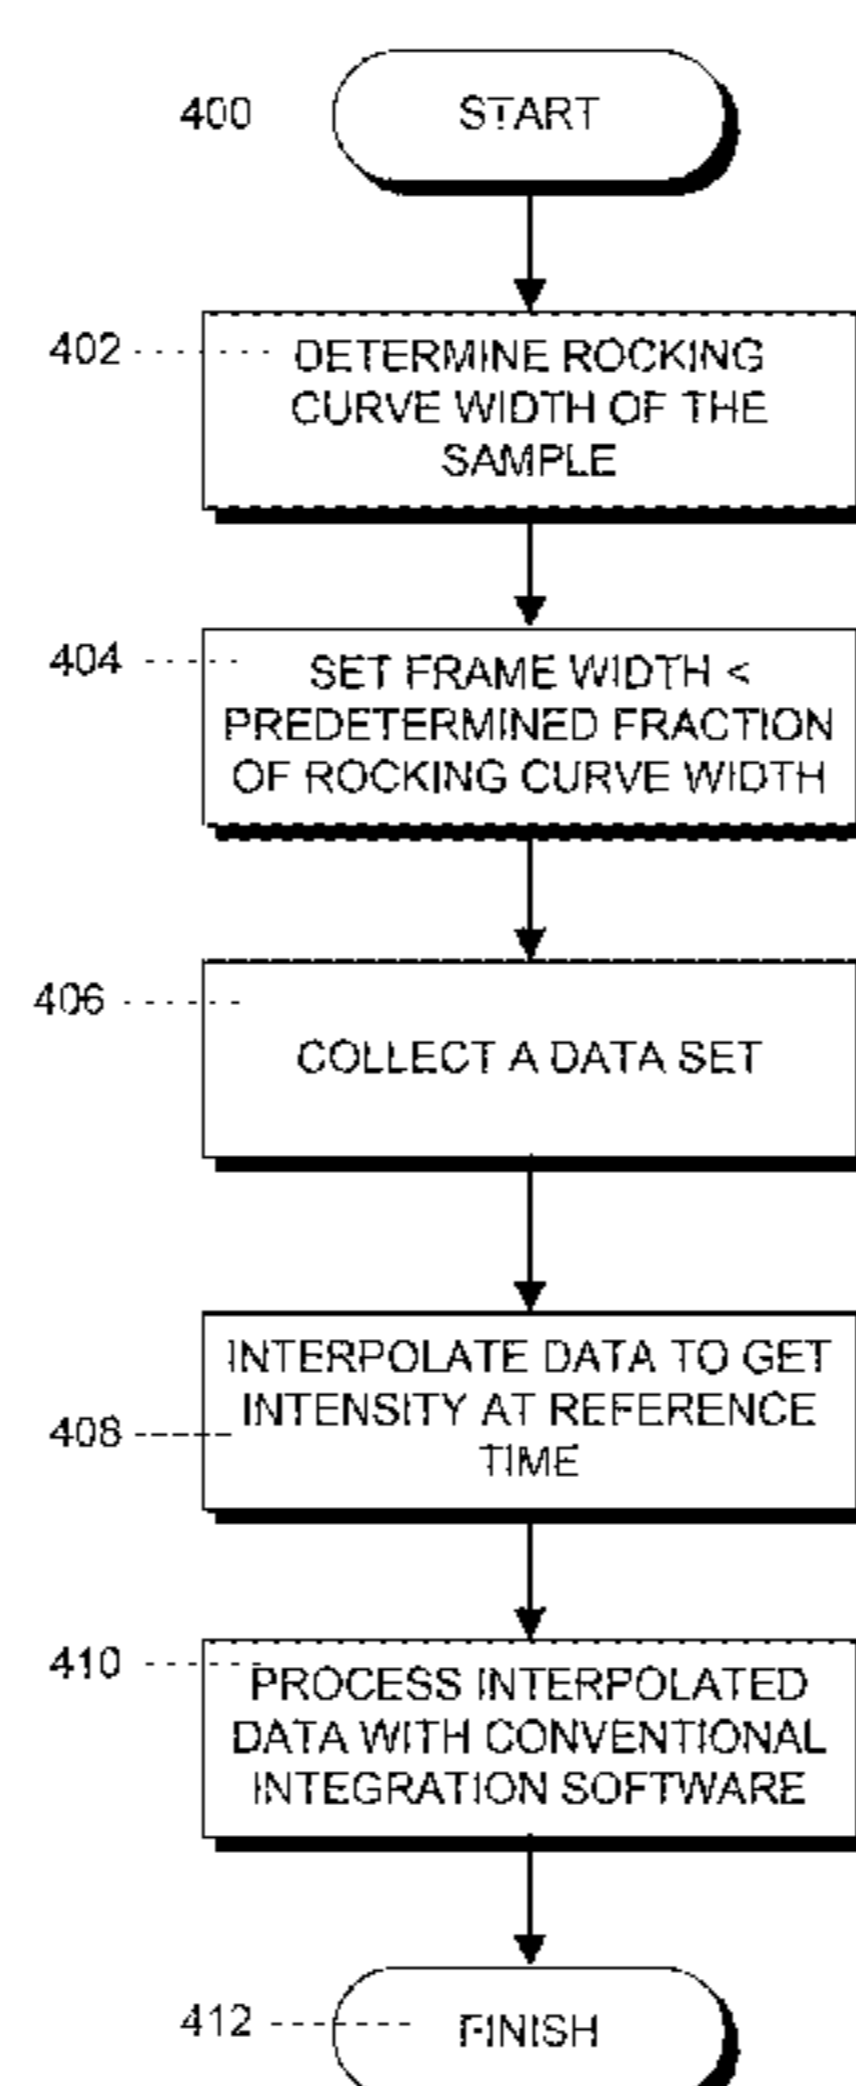 400 START
402 DETERMINE ROCKING
CURVE WIDTH OF THE
SAMPLE
404 SET FRAME WIDTH <
PREDETERMINED FRACTION
OF ROCKING CURVE WIDTH
406
COLLECT A DATA SET
INTERPOLATE DATA TO GET
INTENSITY AT REFERENCE
408
TIME
410
PROCESS INTERPOLATED
DATA WITH CONVENTIONAL
INTEGRATION SOFTWARE
412 FINISH